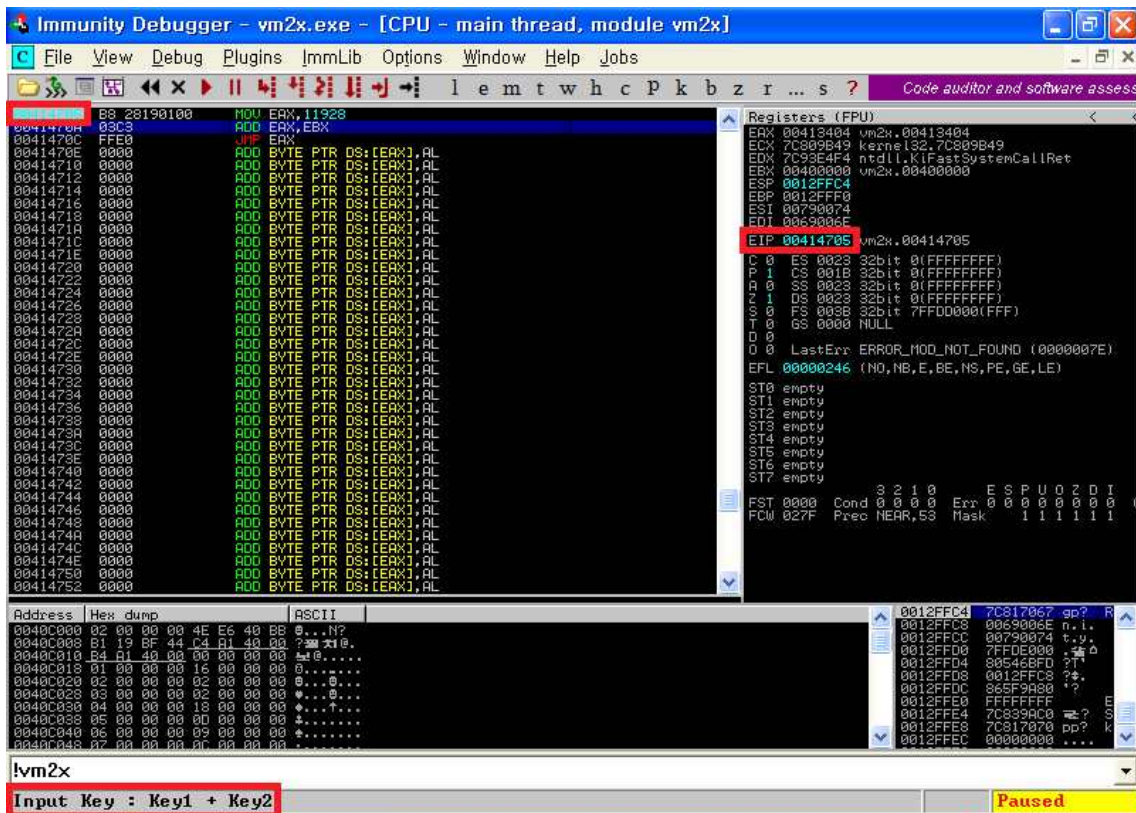 Immunity Debugger - vm2x.exe - [CPU - main thread, module vm2x]
C File View Debug Plugins ImmLib Options Window Help Jobs
l e m t w h c P k b z r ... s ? Code auditor and software assess
B8 28190100 MOV EAX,11928
0041470A 03C3 ADD EAX,EBX
0041470C FFE0 JMP EAX
0041470E 0000 ADD BYTE PTR DS:[EAX],AL
00414710 0000 ADD BYTE PTR DS:[EAX],AL
00414712 0000 ADD BYTE PTR DS:[EAX],AL
00414714 0000 ADD BYTE PTR DS:[EAX],AL
00414716 0000 ADD BYTE PTR DS:[EAX],AL
00414718 0000 ADD BYTE PTR DS:[EAX],AL
0041471A 0000 ADD BYTE PTR DS:[EAX],AL
0041471C 0000 ADD BYTE PTR DS:[EAX],AL
0041471E 0000 ADD BYTE PTR DS:[EAX],AL
00414720 0000 ADD BYTE PTR DS:[EAX],AL
00414722 0000 ADD BYTE PTR DS:[EAX],AL
00414724 0000 ADD BYTE PTR DS:[EAX],AL
00414726 0000 ADD BYTE PTR DS:[EAX],AL
00414728 0000 ADD BYTE PTR DS:[EAX],AL
0041472A 0000 ADD BYTE PTR DS:[EAX],AL
0041472C 0000 ADD BYTE PTR DS:[EAX],AL
0041472E 0000 ADD BYTE PTR DS:[EAX],AL
00414730 0000 ADD BYTE PTR DS:[EAX],AL
00414732 0000 ADD BYTE PTR DS:[EAX],AL
00414734 0000 ADD BYTE PTR DS:[EAX],AL
00414736 0000 ADD BYTE PTR DS:[EAX],AL
00414738 0000 ADD BYTE PTR DS:[EAX],AL
0041473A 0000 ADD BYTE PTR DS:[EAX],AL
0041473C 0000 ADD BYTE PTR DS:[EAX],AL
0041473E 0000 ADD BYTE PTR DS:[EAX],AL
00414740 0000 ADD BYTE PTR DS:[EAX],AL
00414742 0000 ADD BYTE PTR DS:[EAX],AL
00414744 0000 ADD BYTE PTR DS:[EAX],AL
00414746 0000 ADD BYTE PTR DS:[EAX],AL
00414748 0000 ADD BYTE PTR DS:[EAX],AL
0041474A 0000 ADD BYTE PTR DS:[EAX],AL
0041474C 0000 ADD BYTE PTR DS:[EAX],AL
0041474E 0000 ADD BYTE PTR DS:[EAX],AL
00414750 0000 ADD BYTE PTR DS:[EAX],AL
00414752 0000 ADD BYTE PTR DS:[EAX],AL
Registers (FPU) < <
EAX 00413404 vm2x.00413404
ECX 7C809B49 kernel32.7C809B49
EDX 7C93E4F4 ntdll.KiFastSystemCallRet
EBX 00400000 vm2x.00400000
ESP 0012FFC4
EBP 0012FFF0
ESI 00790074
EDI 0069006E
EIP 00414705 vm2x.00414705
C 0 ES 0023 32bit 0(FFFFFFFF)
P 1 CS 001B 32bit 0(FFFFFFFF)
A 0 SS 0023 32bit 0(FFFFFFFF)
Z 1 DS 0023 32bit 0(FFFFFFFF)
S 0 FS 003B 32bit 7FFDD000(FFF)
T 0 GS 0000 NULL
D 0
O 0 LastErr ERROR_MOD_NOT_FOUND (0000007E)
EFL 00000246 (NO,NB,E,BE,NS,PE,GE,LE)
ST0 empty
ST1 empty
ST2 empty
ST3 empty
ST4 empty
ST5 empty
ST6 empty
ST7 empty
3 2 1 0 E S P U O Z D I
FST 0000 Cond 0 0 0 0 Err 0 0 0 0 0 0 0 0
FCW 027F Prec NEAR,53 Mask 1 1 1 1 1 1
Address Hex dump ASCII
0040C000 02 00 00 00 4E E6 40 BB
0040C008 B1 19 BF 44 C4 A1 40 00
0040C010 B4 A1 40 00 00 00 00 00
0040C018 01 00 00 00 16 00 00 00
0040C020 02 00 00 00 02 00 00 00
0040C028 03 00 00 00 02 00 00 00
0040C030 04 00 00 00 18 00 00 00
0040C038 05 00 00 00 0D 00 00 00
0040C040 06 00 00 00 09 00 00 00
0040C048 07 00 00 00 0C 00 00 00
0012FFC4 7C817067 gp? R
0012FFC8 0069006E n.i.
0012FFCC 00790074 t.y.
0012FFD0 7FFDE000
0012FFD4 80546BFD
0012FFD8 0012FFC8
0012FFDC 865F9A80
0012FFE0 FFFFFFFF E
0012FFE4 7C839AC0 S
0012FFE8 7C817070 pp? k
0012FFEC 00000000 ....
!vm2x
Input Key : Key1 + Key2
Paused